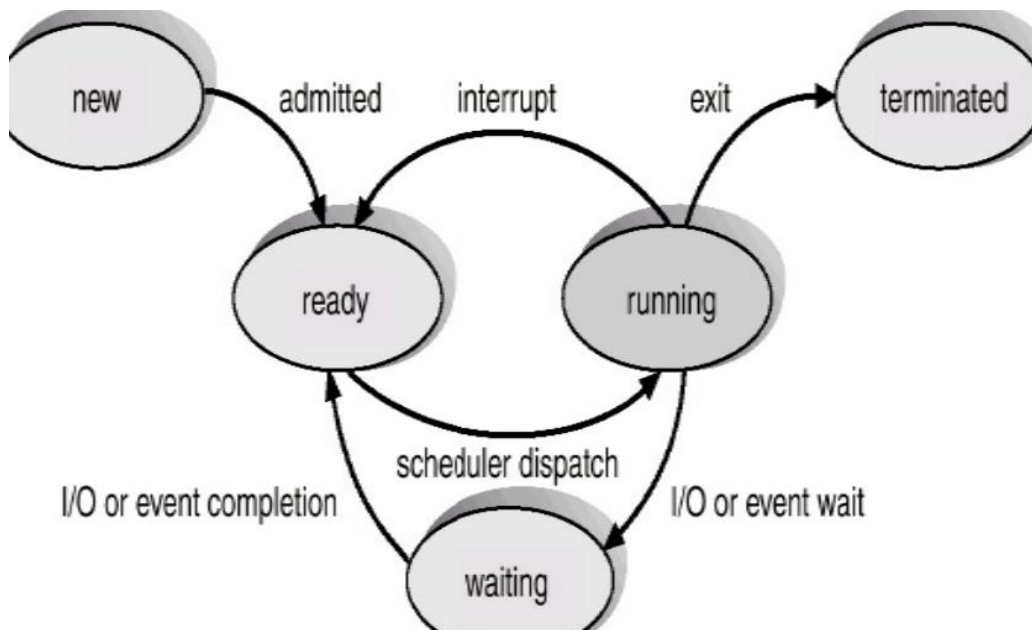 new
admitted
interrupt
exit
terminated
ready
running
scheduler dispatch
I/O or event completion
I/O or event wait
waiting